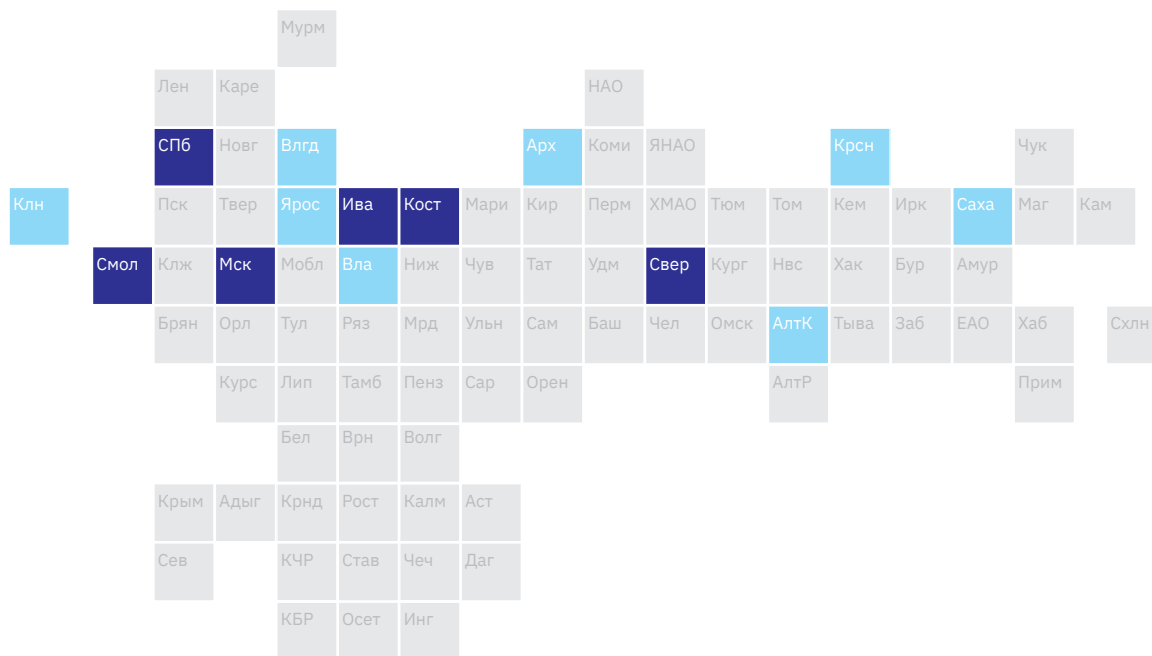 Мурм
Лен Каре НАО
СПб Новг Влгд Арх Коми ЯНАО Крсн Чук
Клн Пск Твер Ярос Ива Кост Мари Кир Перм ХМАО Тюм Том Кем Ирк Саха Маг Кам
Смол Клж Мск Мобл Вла Ниж Чув Тат Удм Свер Кург Нвс Хак Бур Амур
Брян Орл Тул Ряз Мрд Ульн Сам Баш Чел Омск АлтК Тыва Заб ЕАО Хаб Схлн
Курс Лип Тамб Пенз Сар Орен АлтР Прим
Бел Врн Волг
Крым Адыг Крнд Рост Калм Аст
Сев КЧР Став Чеч Даг
КБР Осет Инг